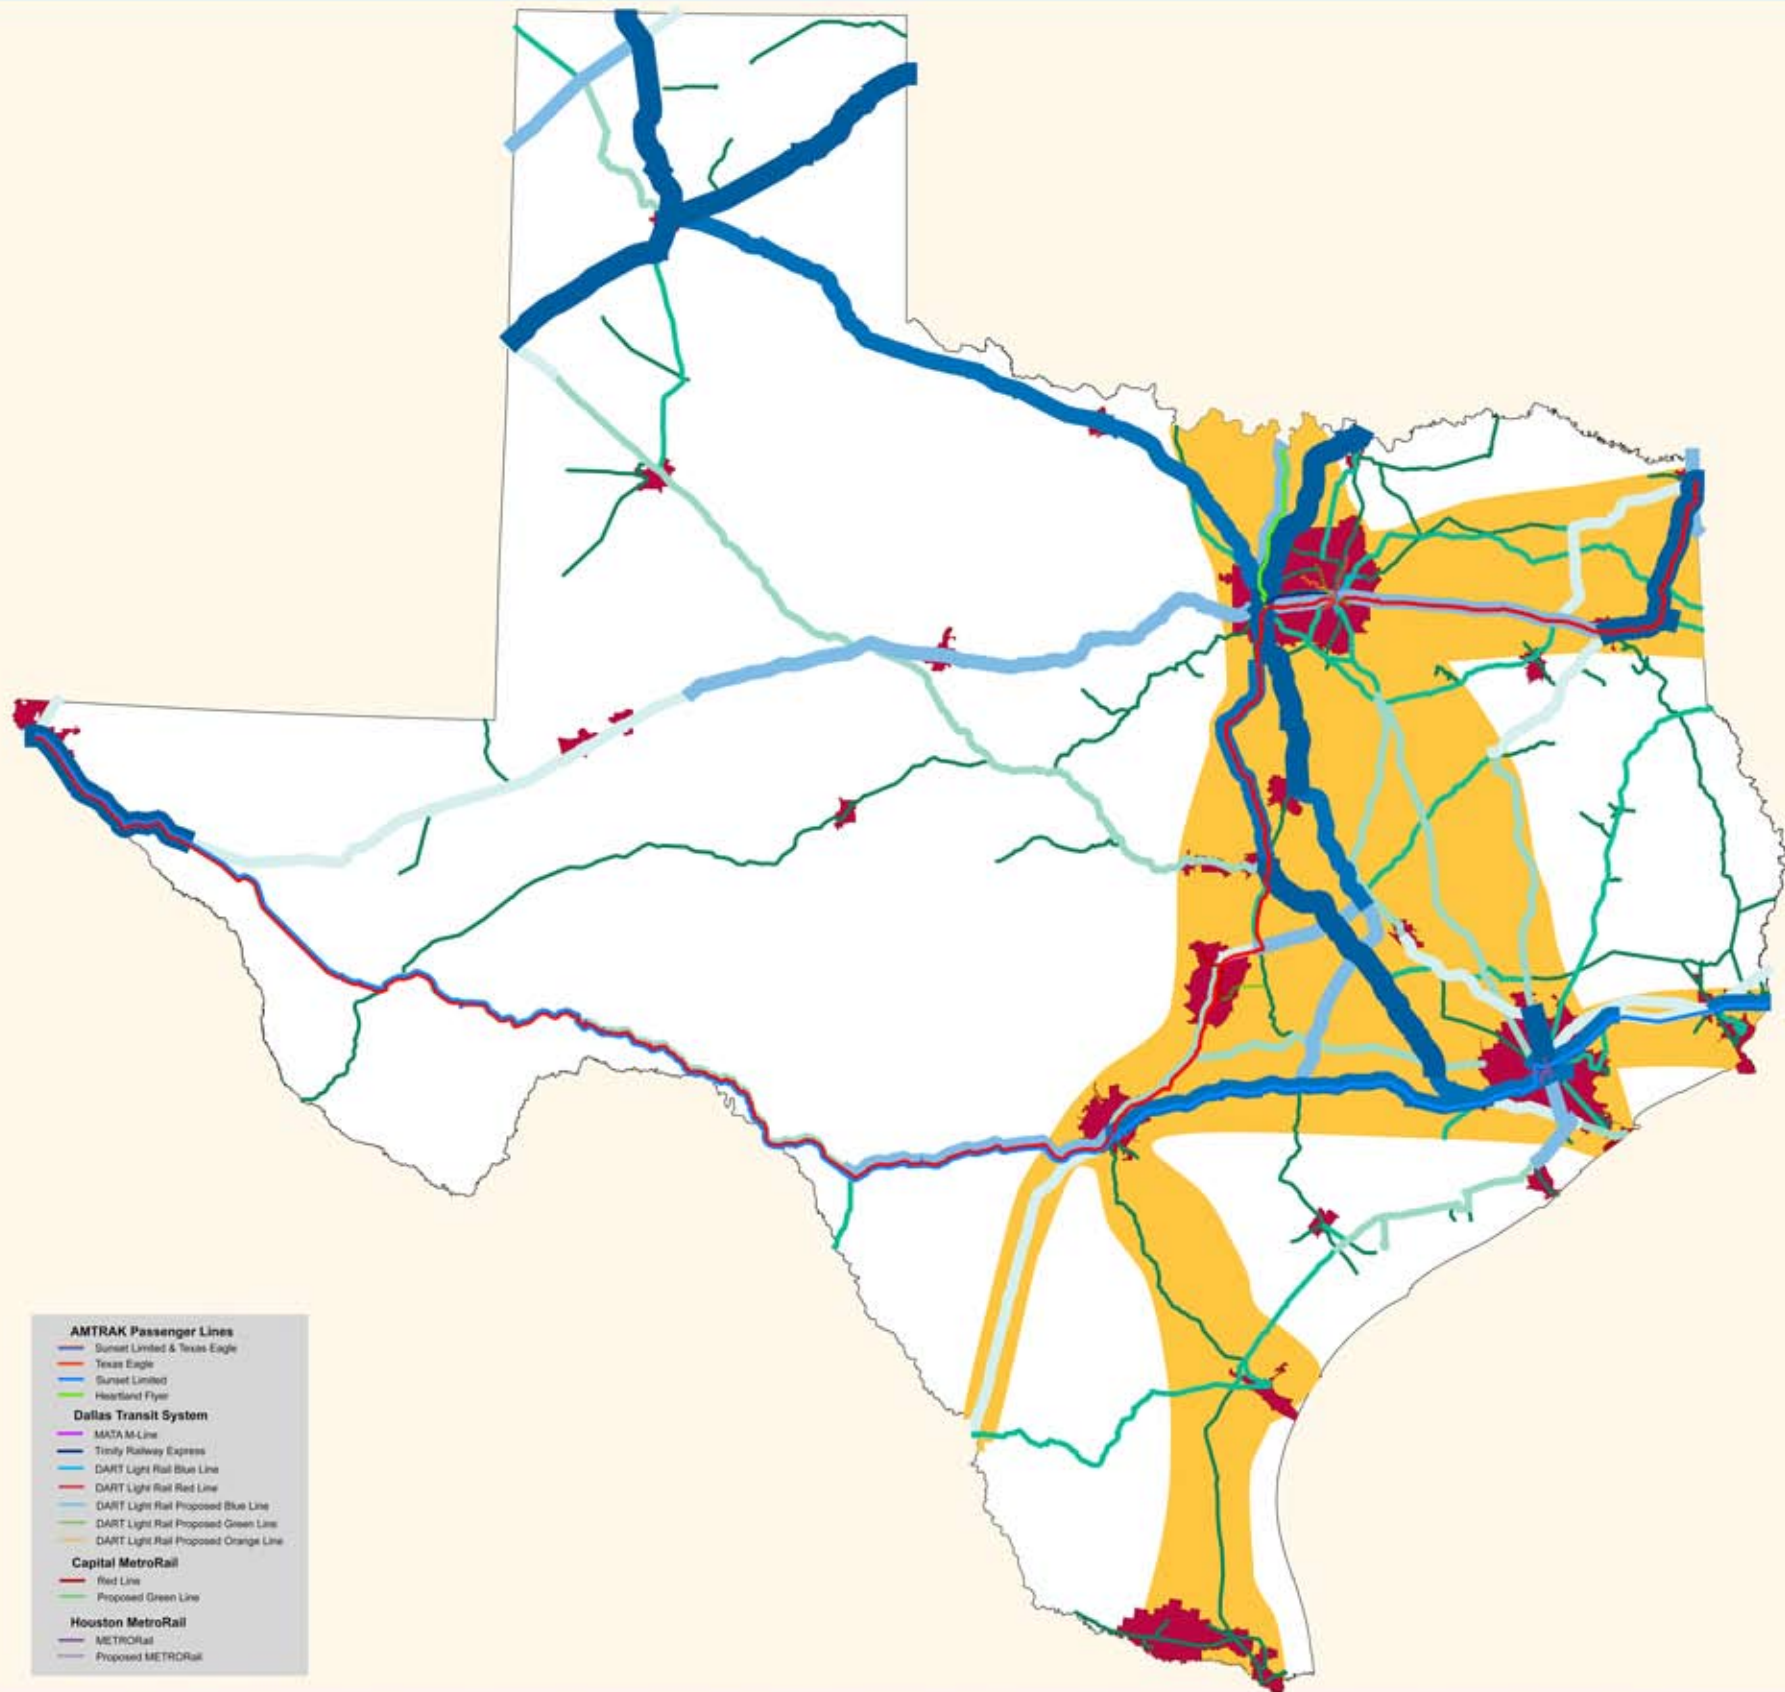 AMTRAK Passenger Lines
Sunset Limited & Texas Eagle
Texas Eagle
Sunset Limited
Heartland Flyer
Dallas Transit System
MATA M-Line
Trinity Railway Express
DART Light Rail Blue Line
DART Light Rail Red Line
DART Light Rail Proposed Blue Line
DART Light Rail Proposed Green Line
DART Light Rail Proposed Orange Line
Capital MetroRail
Red Line
Proposed Green Line
Houston MetroRail
METRORail
Proposed METRORail